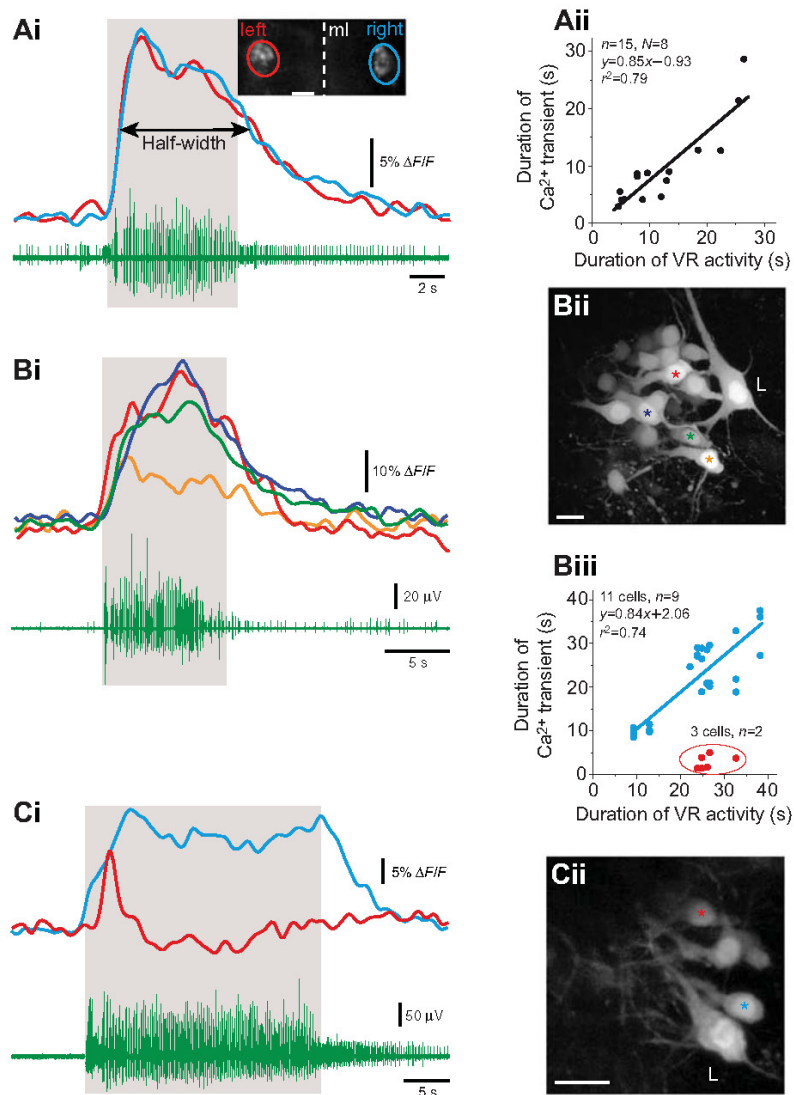 Ai
left
ml
right
Half-width
5% ΔF/F
2 s
Aii
n=15, N=8
y=0.85x−0.93
r²=0.79
30
20
10
0
0 10 20 30
Duration of
Ca²⁺ transient (s)
Duration of VR activity (s)
Bi
10% ΔF/F
20 µV
5 s
Bii
* * * *
L
Biii
11 cells, n=9
y=0.84x+2.06
r²=0.74
3 cells, n=2
40
30
20
10
0
0 10 20 30 40
Duration of
Ca²⁺ transient (s)
Duration of VR activity (s)
Ci
5% ΔF/F
50 µV
5 s
Cii
* *
L